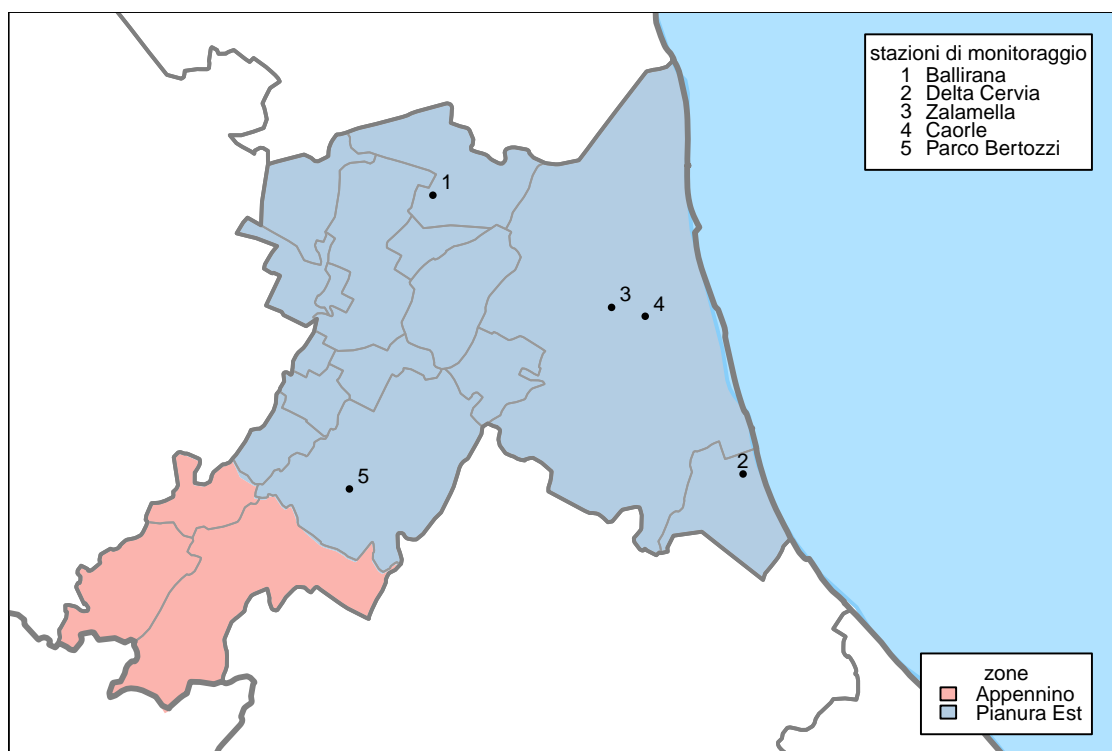 stazioni di monitoraggio
1 Ballirana
2 Delta Cervia
3 Zalamella
4 Caorle
5 Parco Bertozzi
1
3
4
2
5
zone
Appennino
Pianura Est